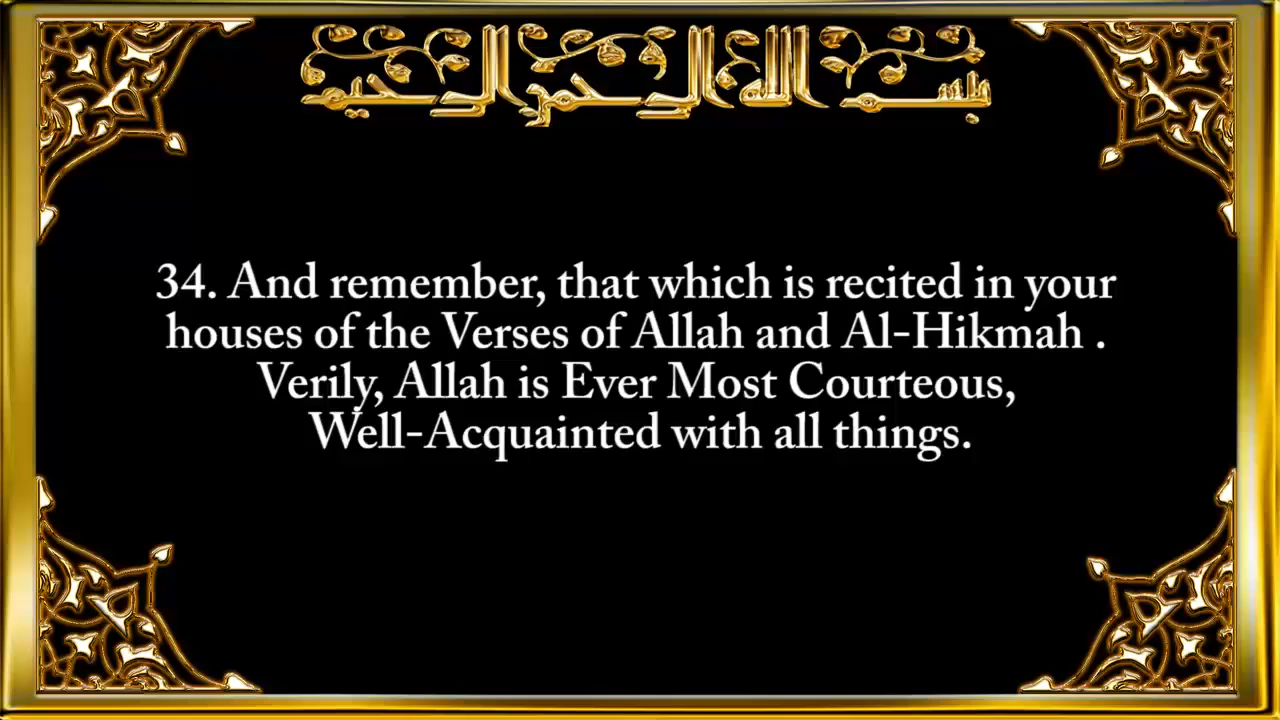 بسم الله الرحمن الرحيم
34. And remember, that which is recited in your
houses of the Verses of Allah and Al-Hikmah .
Verily, Allah is Ever Most Courteous,
Well-Acquainted with all things.